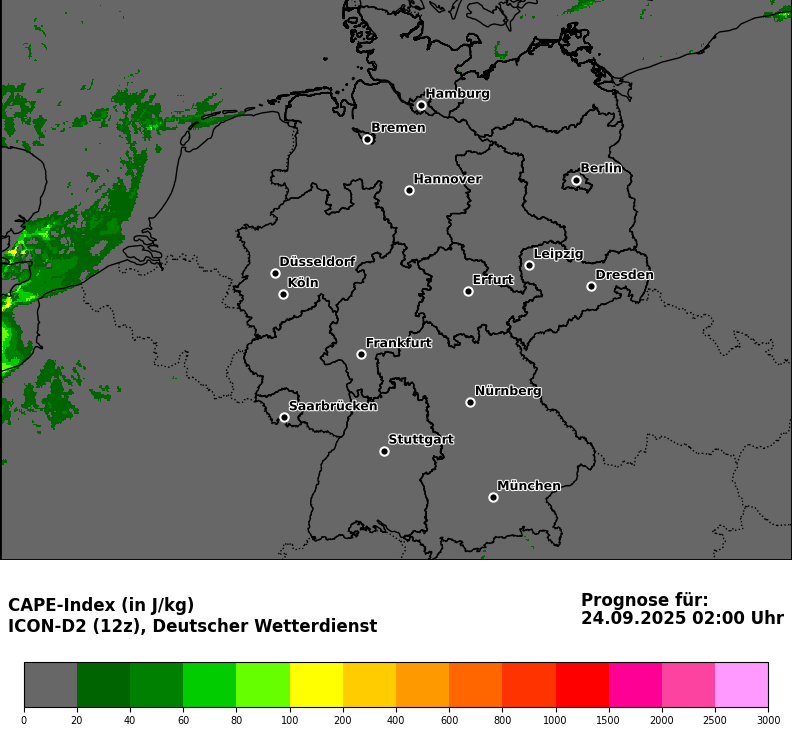 Hamburg
Bremen
Berlin
Hannover
Leipzig
Düsseldorf
Dresden
Köln
Erfurt
Frankfurt
Nürnberg
Saarbrücken
Stuttgart
München
CAPE-Index (in J/kg)
ICON-D2 (12z), Deutscher Wetterdienst
Prognose für:
24.09.2025 02:00 Uhr
0 20 40 60 80 100 200 400 600 800 1000 1500 2000 2500 3000